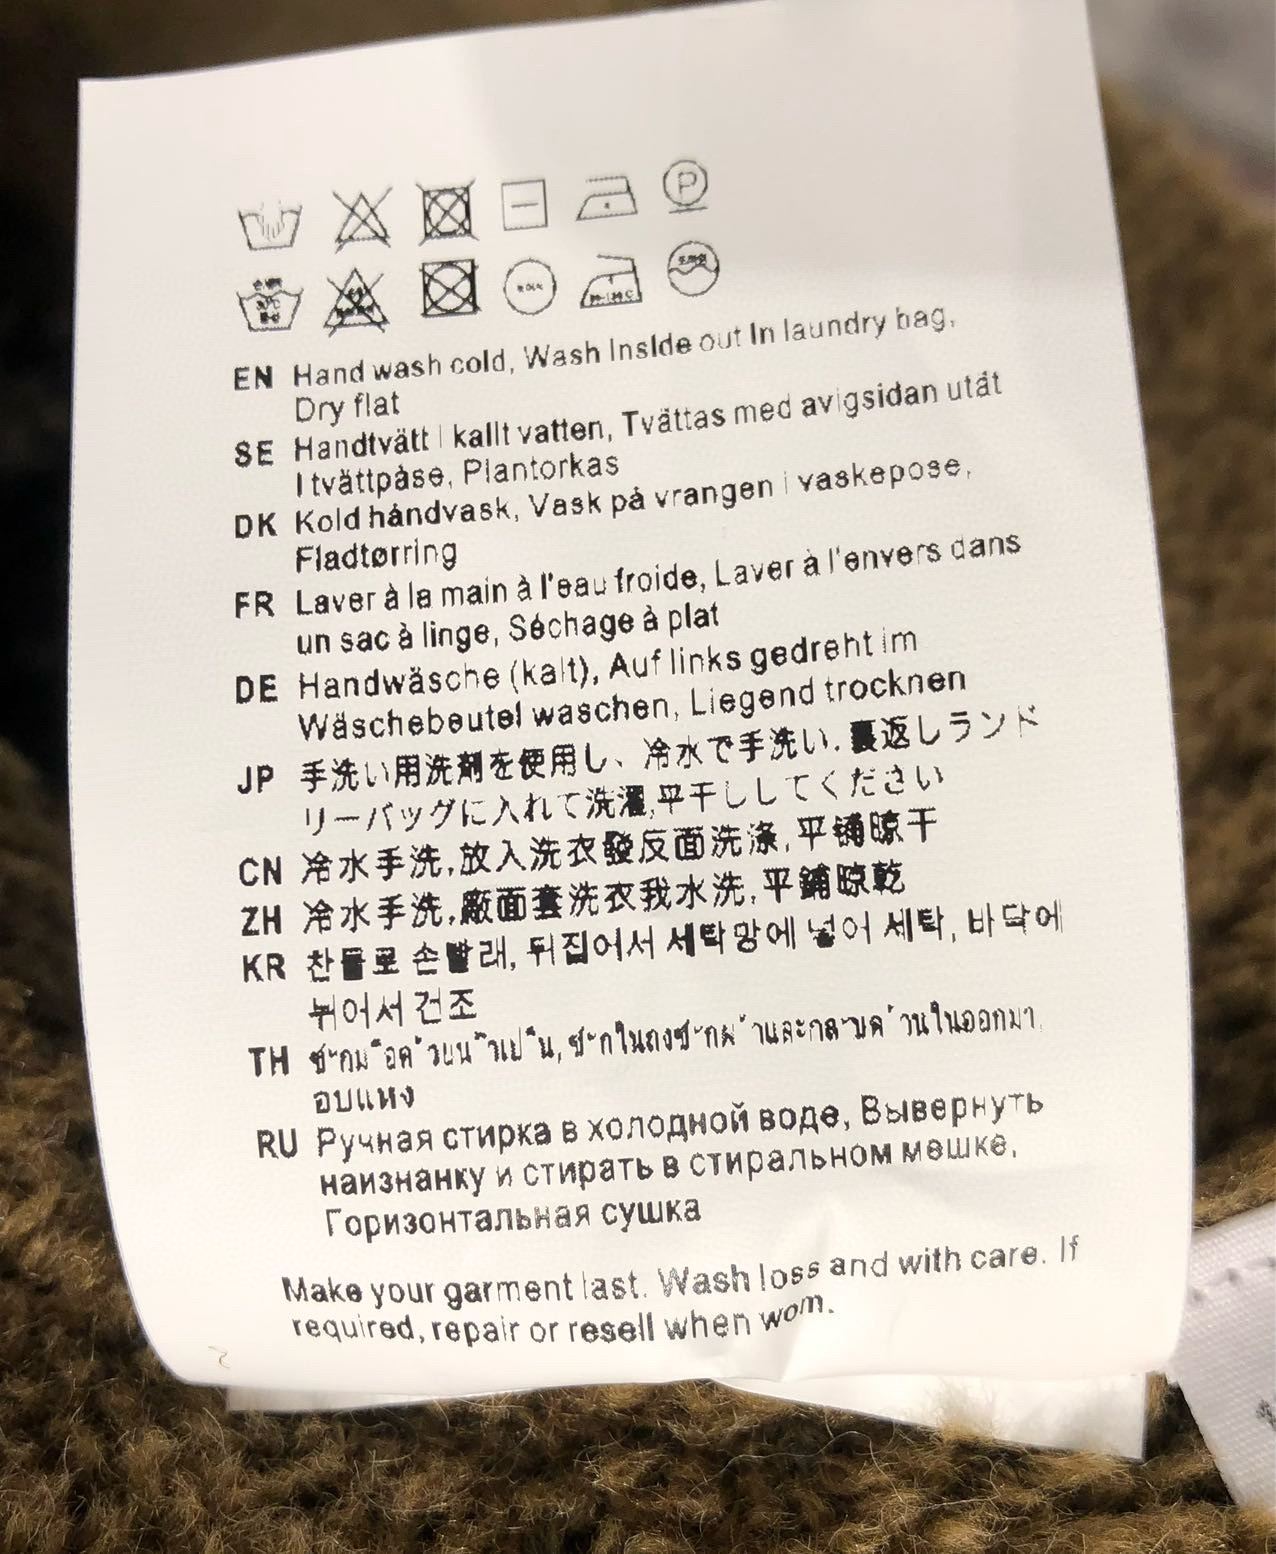 P
EN Hand wash cold, Wash Inside out In laundry bag,
Dry flat
SE Handtvätt i kallt vatten, Tvättas med avigsidan utåt
I tvättpåse, Plantorkas
DK Kold håndvask, Vask på vrangen i vaskepose,
Fladtørring
FR Laver à la main à l'eau froide, Laver à l'envers dans
un sac à linge, Séchage à plat
DE Handwäsche (kalt), Auf links gedreht im
Wäschebeutel waschen, Liegend trocknen
JP 手洗い用洗剤を使用し、冷水で手洗い.裏返しランド
リーバッグに入れて洗濯,平干ししてください
CN 冷水手洗,放入洗衣發反面洗涤,平铺晾干
ZH 冷水手洗,廠面套洗衣我水洗,平鋪晾乾
KR 찬물로 손빨래, 뒤집어서 세탁망에 넣어 세탁, 바닥에
뉘어서 건조
TH
อบแหง
RU Ручная стирка в холодной воде, Вывернуть
наизнанку и стирать в стиральном мешке,
Горизонтальная сушка
Make your garment last. Wash loss and with care. If
required, repair or resell when worn.